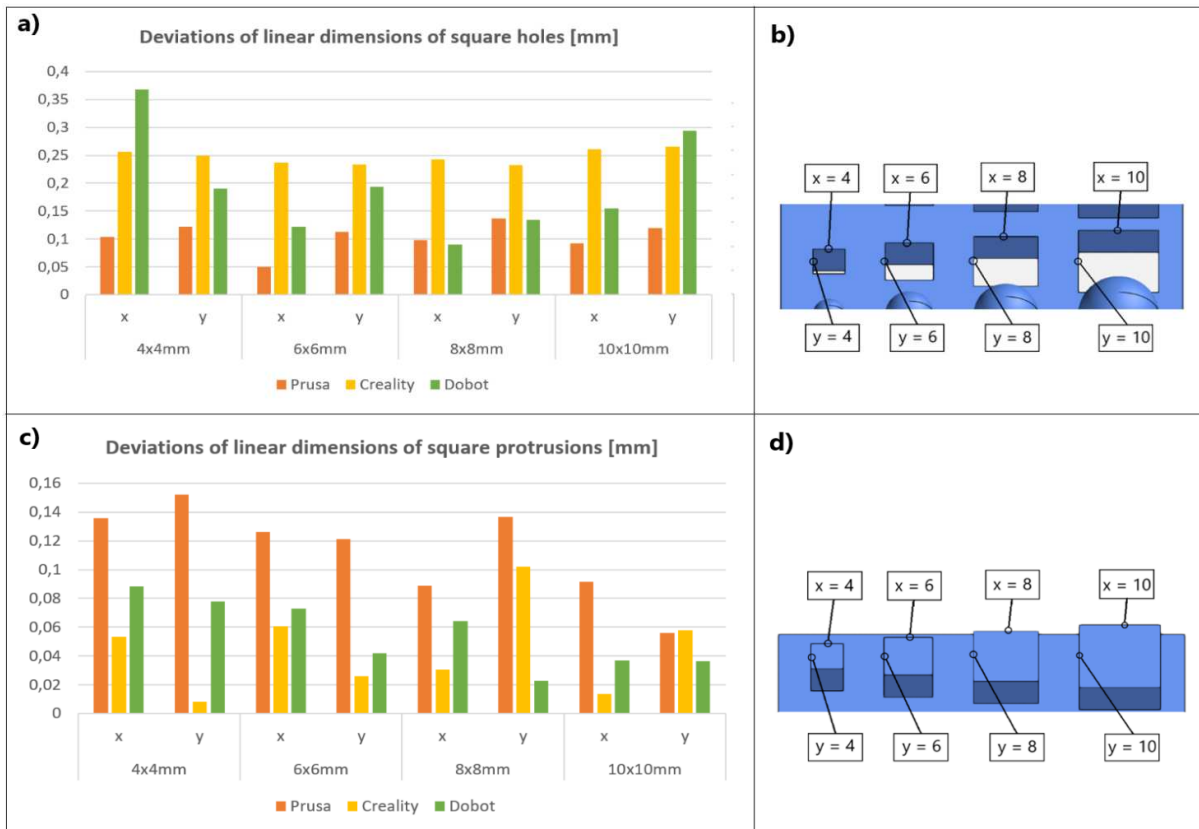 a)
Deviations of linear dimensions of square holes [mm]
0,4
0,35
0,3
0,25
0,2
0,15
0,1
0,05
0
x y x y x y x y
4x4mm 6x6mm 8x8mm 10x10mm
Prusa Creality Dobot
b)
x = 4 x = 6 x = 8 x = 10
y = 4 y = 6 y = 8 y = 10
c)
Deviations of linear dimensions of square protrusions [mm]
0,16
0,14
0,12
0,1
0,08
0,06
0,04
0,02
0
x y x y x y x y
4x4mm 6x6mm 8x8mm 10x10mm
Prusa Creality Dobot
d)
x = 4 x = 6 x = 8 x = 10
y = 4 y = 6 y = 8 y = 10